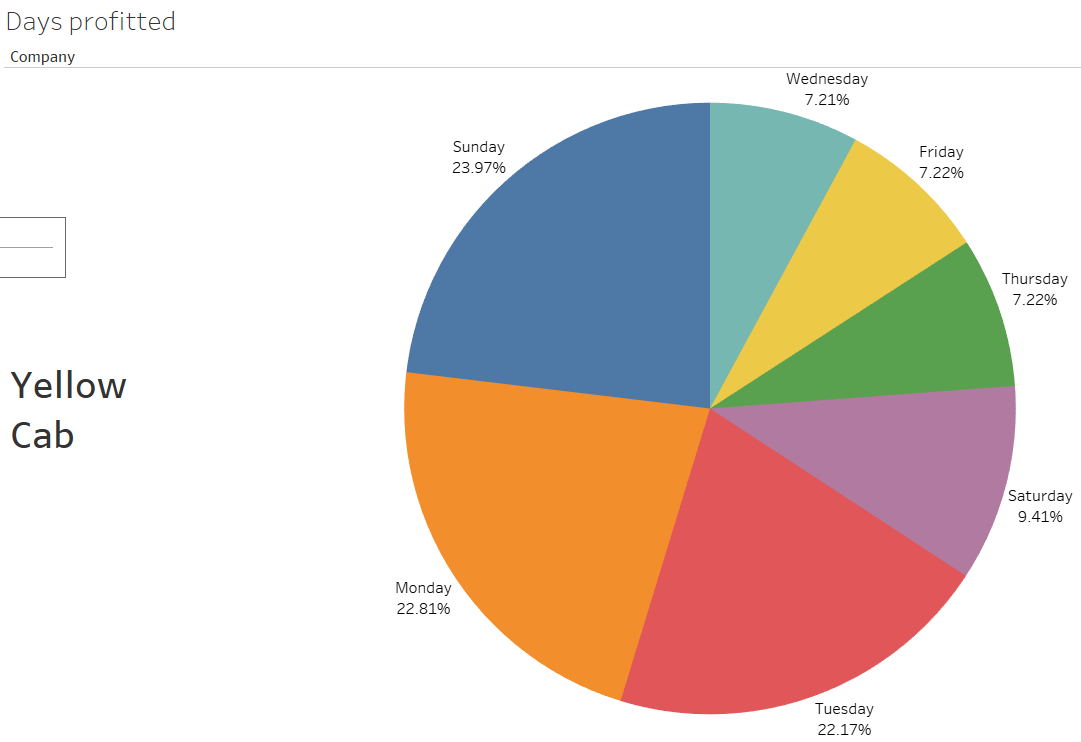 Days profitted
Company
Wednesday
7.21%
Sunday
23.97%
Friday
7.22%
Thursday
7.22%
Yellow
Cab
Saturday
9.41%
Monday
22.81%
Tuesday
22.17%